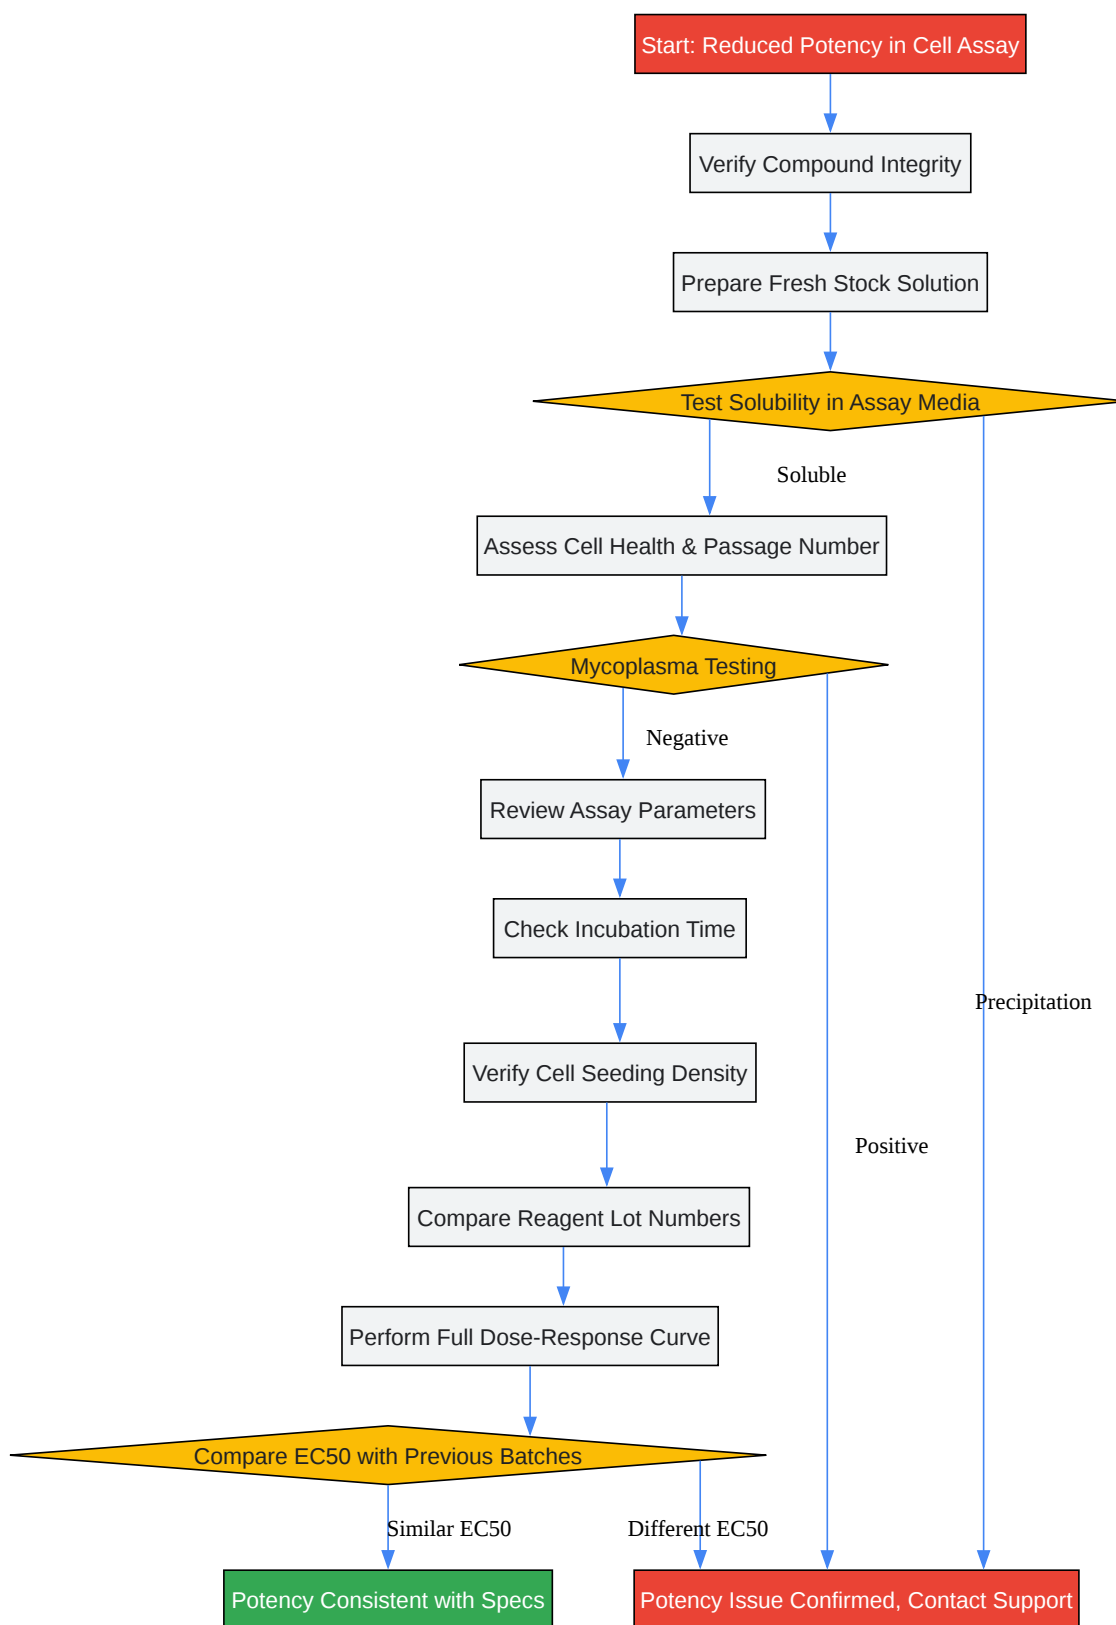 Start: Reduced Potency in Cell Assay
Verify Compound Integrity
Prepare Fresh Stock Solution
Test Solubility in Assay Media
Soluble
Assess Cell Health & Passage Number
Mycoplasma Testing
Negative
Review Assay Parameters
Check Incubation Time
Precipitation
Verify Cell Seeding Density
Positive
Compare Reagent Lot Numbers
Perform Full Dose-Response Curve
Compare EC50 with Previous Batches
Similar EC50
Different EC50
Potency Consistent with Specs
Potency Issue Confirmed, Contact Support